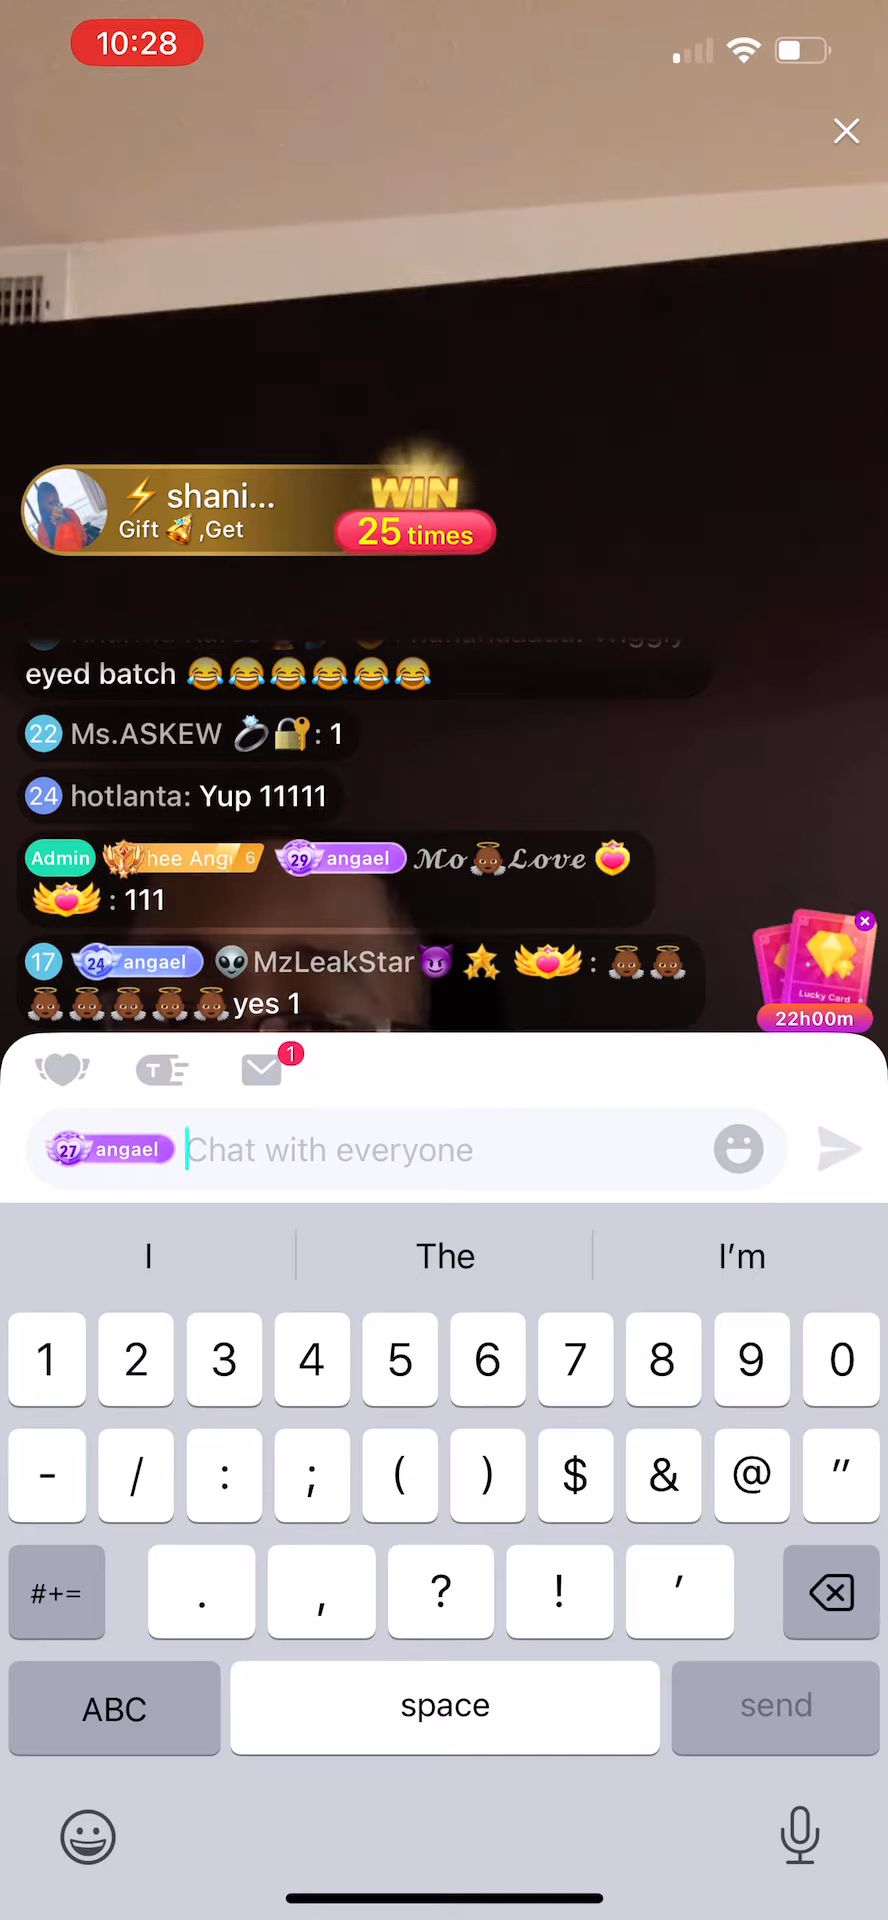 10:28
⚡ shani...
Gift 🔔 ,Get
WIN
25 times
eyed batch 😂😂😂😂😂😂
22 Ms.ASKEW 💍🔐 : 1
24 hotlanta: Yup 11111
Admin hee Ang 6 29 angael 𝓜𝓸👼🏾𝓛𝓸𝓿𝓮
: 111
17 24 angael 👽MzLeakStar😈 : 👼🏾👼🏾
👼🏾👼🏾👼🏾👼🏾👼🏾yes 1
Lucky Card
22h00m
T
1
27 angael Chat with everyone
I The I'm
1 2 3 4 5 6 7 8 9 0
- / : ; ( ) $ & @ "
#+= . , ? ! '
ABC space send